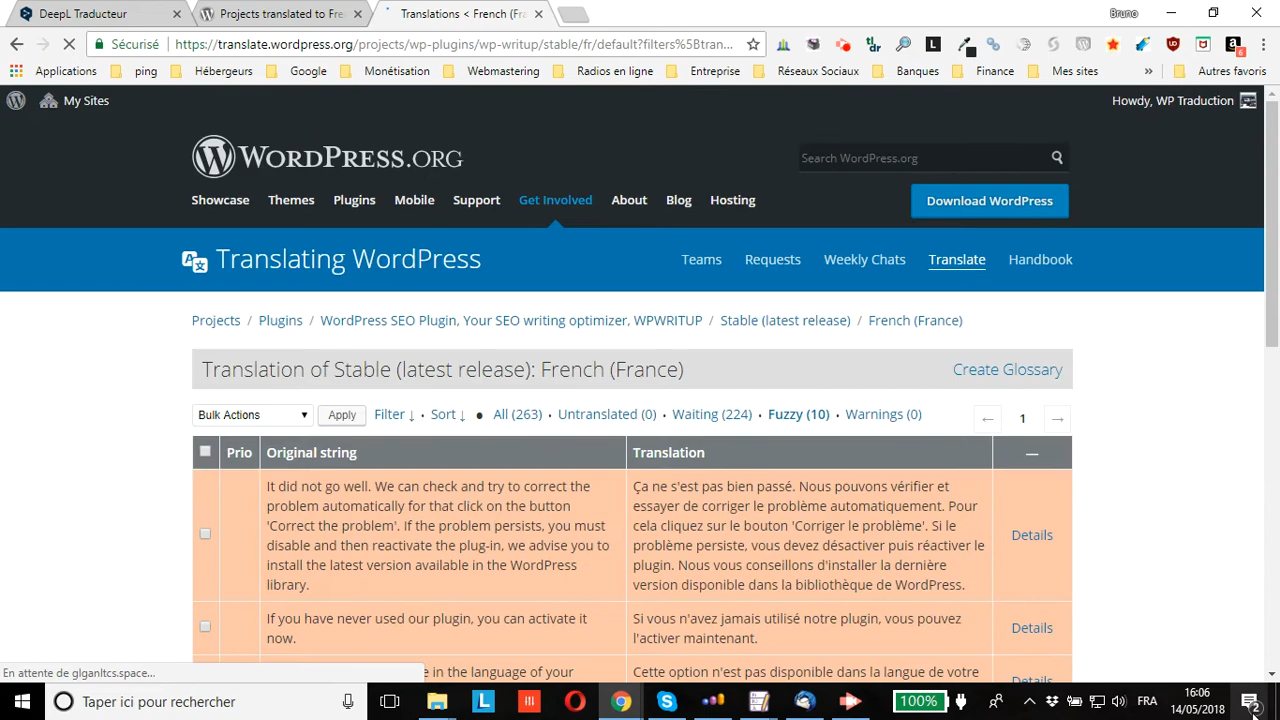 DeepL Traducteur
Projects translated to Fre
Translations < French (Fra
Bruno
Sécurisé
https://translate.wordpress.org/projects/wp-plugins/wp-writup/stable/fr/default?filters%5Btran...
tl;dr
L
6
Applications
ping
Hébergeurs
Google
Monétisation
Webmastering
Radios en ligne
Entreprise
Réseaux Sociaux
Banques
Finance
Mes sites
»
Autres favoris
My Sites
Howdy, WP Traduction
WORDPRESS.ORG
Search WordPress.org
Showcase
Themes
Plugins
Mobile
Support
Get Involved
About
Blog
Hosting
Download WordPress
Translating WordPress
Teams
Requests
Weekly Chats
Translate
Handbook
Projects / Plugins / WordPress SEO Plugin, Your SEO writing optimizer, WPWRITUP / Stable (latest release) / French (France)
Translation of Stable (latest release): French (France)
Create Glossary
Bulk Actions
Apply
Filter ↓ • Sort ↓ ● All (263) • Untranslated (0) • Waiting (224) • Fuzzy (10) • Warnings (0)
← 1 →
Prio
Original string
Translation
—
It did not go well. We can check and try to correct the
problem automatically for that click on the button
'Correct the problem'. If the problem persists, you must
disable and then reactivate the plug-in, we advise you to
install the latest version available in the WordPress
library.
Ça ne s'est pas bien passé. Nous pouvons vérifier et
essayer de corriger le problème automatiquement. Pour
cela cliquez sur le bouton 'Corriger le problème'. Si le
problème persiste, vous devez désactiver puis réactiver le
plugin. Nous vous conseillons d'installer la dernière
version disponible dans la bibliothèque de WordPress.
Details
If you have never used our plugin, you can activate it
now.
Si vous n'avez jamais utilisé notre plugin, vous pouvez
l'activer maintenant.
Details
e in the language of your
Cette option n'est pas disponible dans la langue de votre
Details
En attente de glganltcs.space...
Taper ici pour rechercher
L
100%
FRA
16:06
14/05/2018
2